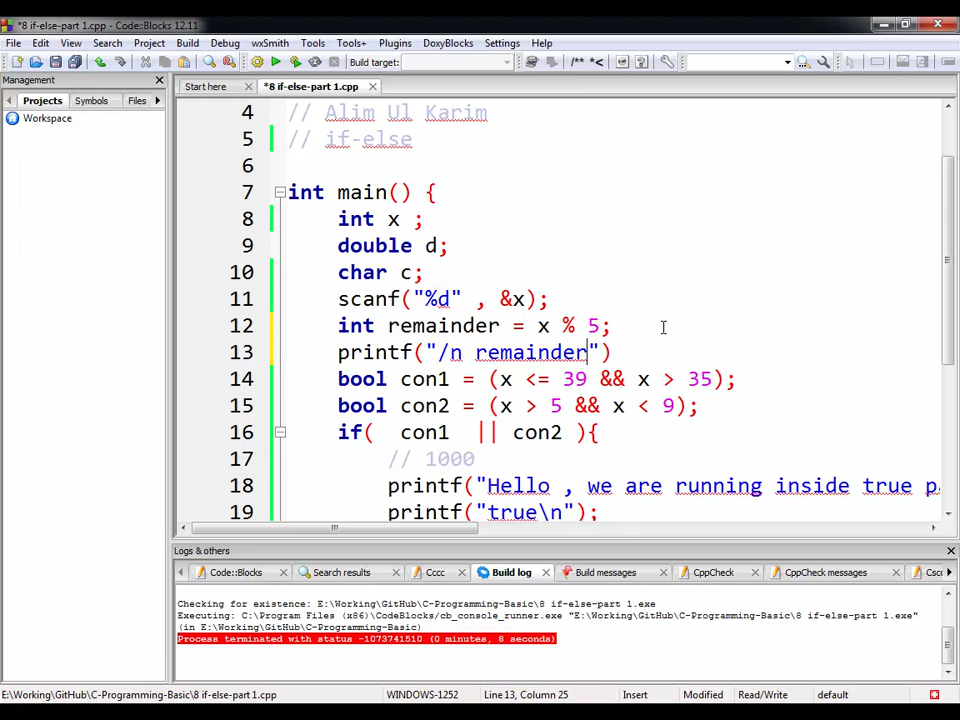 *8 if-else-part 1.cpp - Code::Blocks 12.11
File Edit View Search Project Build Debug wxSmith Tools Tools+ Plugins DoxyBlocks Settings Help
Build target:
/** *<
Management
Projects Symbols Files
Workspace
Start here *8 if-else-part 1.cpp
4 // Alim Ul Karim
5 // if-else
6
7 int main() {
8 int x ;
9 double d;
10 char c;
11 scanf("%d" , &x);
12 int remainder = x % 5;
13 printf("/n remainder")
14 bool con1 = (x <= 39 && x > 35);
15 bool con2 = (x > 5 && x < 9);
16 if( con1 || con2 ){
17 // 1000
18 printf("Hello , we are running inside true p
19 printf("true\n");
Logs & others
Code::Blocks Search results Cccc Build log Build messages CppCheck CppCheck messages Cscc
Checking for existence: E:\Working\GitHub\C-Programming-Basic\8 if-else-part 1.exe
Executing: C:\Program Files (x86)\CodeBlocks/cb_console_runner.exe "E:\Working\GitHub\C-Programming-Basic\8 if-else-part 1.exe"
(in E:\Working\GitHub\C-Programming-Basic)
Process terminated with status -1073741510 (0 minutes, 8 seconds)
E:\Working\GitHub\C-Programming-Basic\8 if-else-part 1.cpp WINDOWS-1252 Line 13, Column 25 Insert Modified Read/Write default